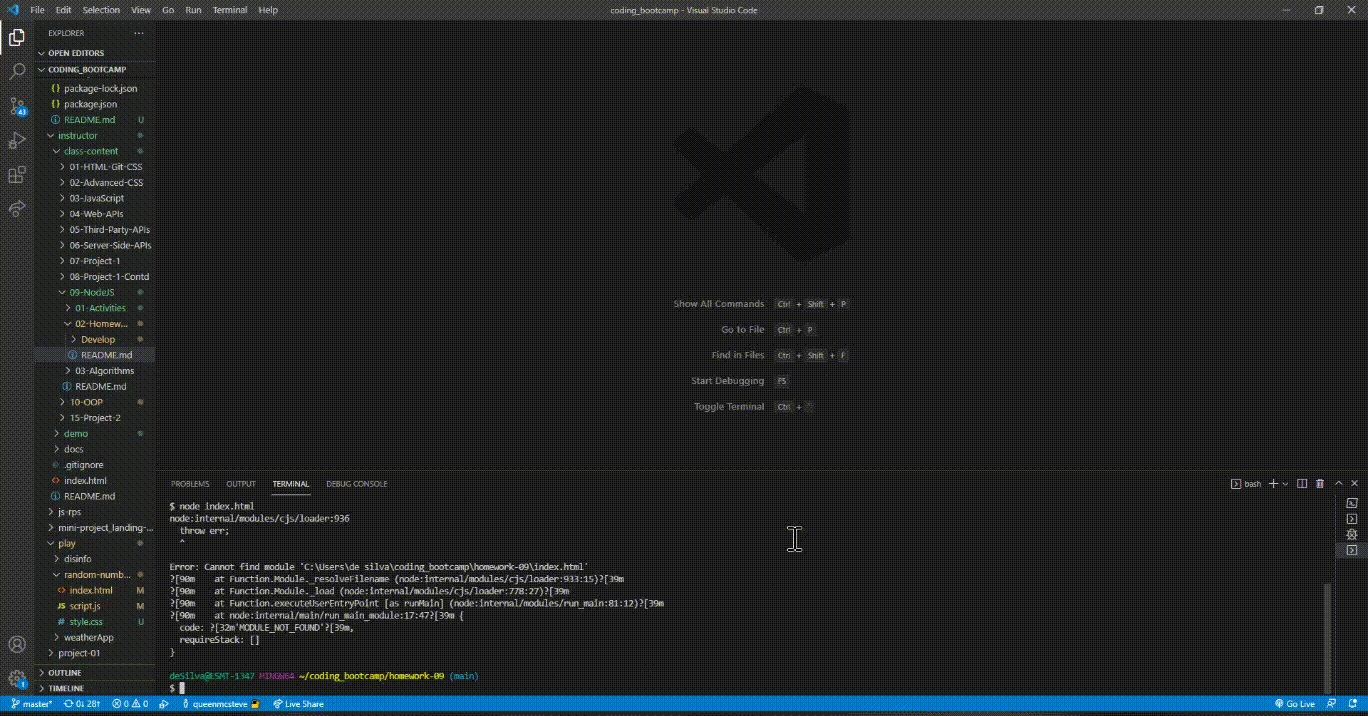 File Edit Selection View Go Run Terminal Help
coding_bootcamp - Visual Studio Code
EXPLORER
OPEN EDITORS
CODING_BOOTCAMP
package-lock.json
package.json
README.md U
instructor
class-content
01-HTML-Git-CSS
02-Advanced-CSS
03-JavaScript
04-Web-APIs
05-Third-Party-APIs
06-Server-Side-APIs
07-Project-1
08-Project-1-Contd
09-NodeJS
01-Activities
02-Homew...
Develop
README.md
03-Algorithms
README.md
10-OOP
15-Project-2
demo
docs
.gitignore
index.html
README.md
js-rps
mini-project_landing-...
play
disinfo
random-numb...
index.html M
JS script.js M
# style.css U
weatherApp
project-01
OUTLINE
TIMELINE
43
1
Show All Commands Ctrl + Shift + P
Go to File Ctrl + P
Find in Files Ctrl + Shift + F
Start Debugging F5
Toggle Terminal Ctrl + `
PROBLEMS OUTPUT TERMINAL DEBUG CONSOLE
bash
$ node index.html
node:internal/modules/cjs/loader:936
throw err;
^
Error: Cannot find module 'C:\Users\de silva\coding_bootcamp\homework-09\index.html'
?[90m at Function.Module._resolveFilename (node:internal/modules/cjs/loader:933:15)?[39m
?[90m at Function.Module._load (node:internal/modules/cjs/loader:778:27)?[39m
?[90m at Function.executeUserEntryPoint [as runMain] (node:internal/modules/run_main:81:12)?[39m
?[90m at node:internal/main/run_main_module:17:47?[39m {
code: ?[32m'MODULE_NOT_FOUND'?[39m,
requireStack: []
}
deSilva@LSMT-1347 MINGW64 ~/coding_bootcamp/homework-09 (main)
$
master* 0↓ 28↑ 0 0 queenmcsteve Live Share
Go Live